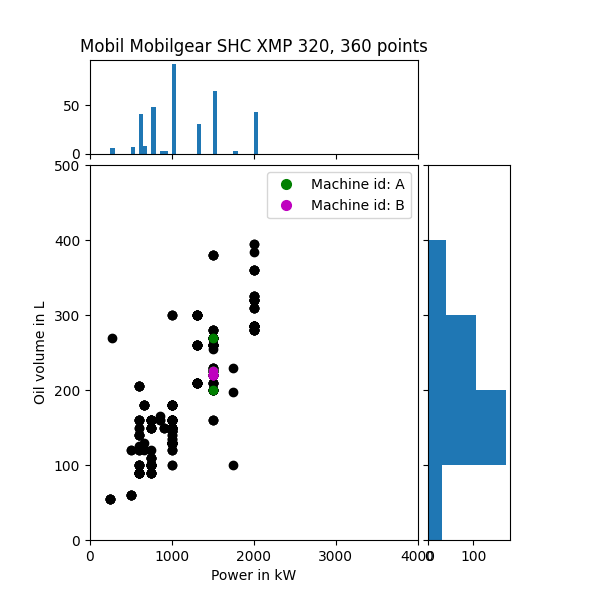 Mobil Mobilgear SHC XMP 320, 360 points
50
0
500
400
300
200
100
0
Oil volume in L
Machine id: A
Machine id: B
0 1000 2000 3000 4000
0 100
Power in kW